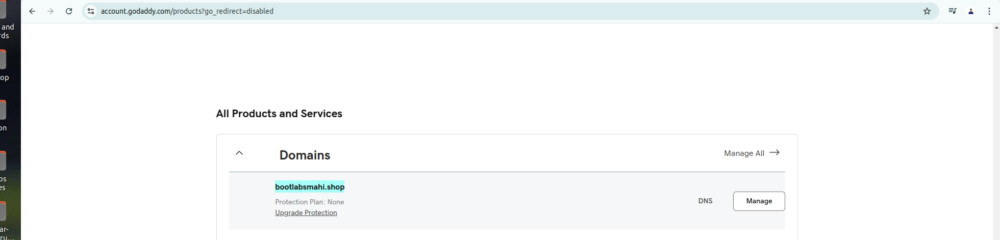 account.godaddy.com/products?go_redirect=disabled
and
rds
op
on
os
es
ar-
ru...
All Products and Services
Domains
Manage All
bootlabsmahi.shop
Protection Plan: None
Upgrade Protection
DNS
Manage